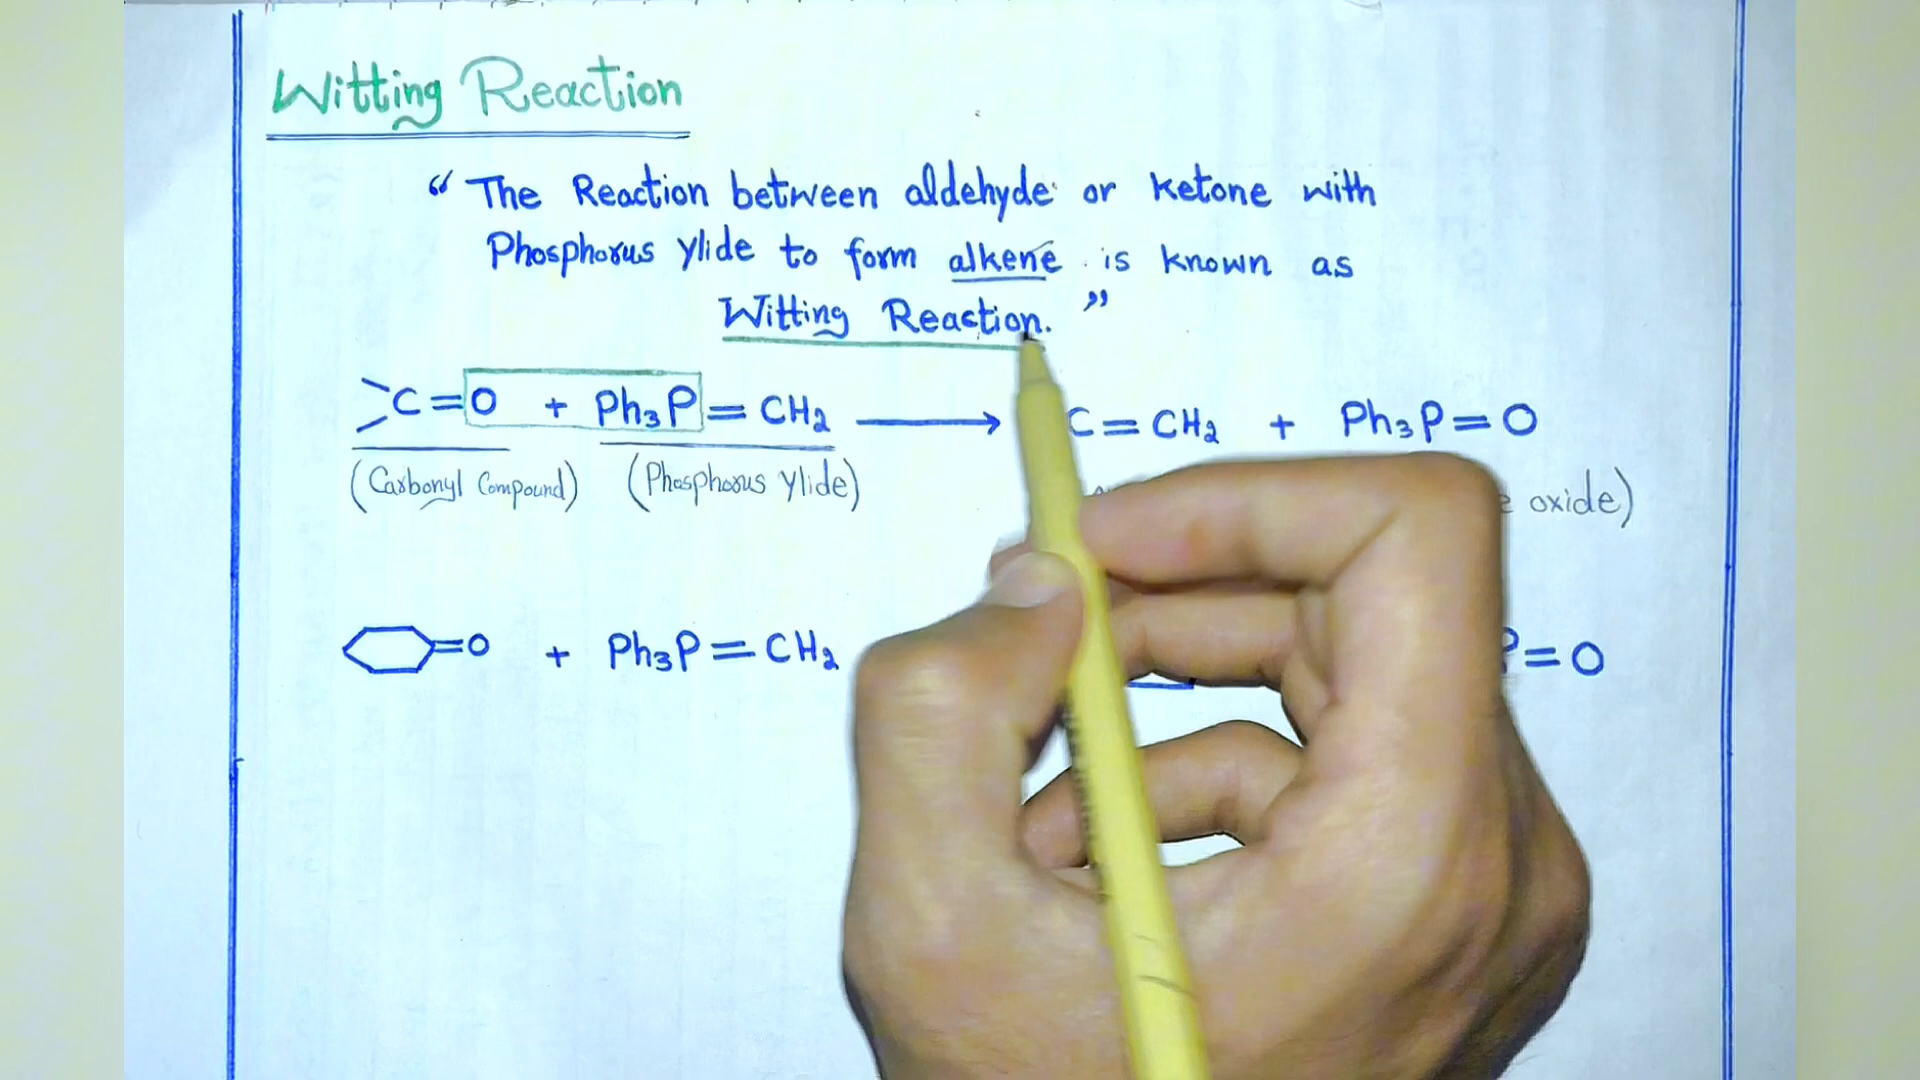 Witting Reaction
“ The Reaction between aldehyde or ketone with
Phosphorus ylide to form alkene is known as
Witting Reaction. ”
C=O + Ph₃P=CH₂ ⟶ C=CH₂ + Ph₃P=O
(Carbonyl Compound) (Phosphorus ylide) oxide)
=O + Ph₃P=CH₂ =O